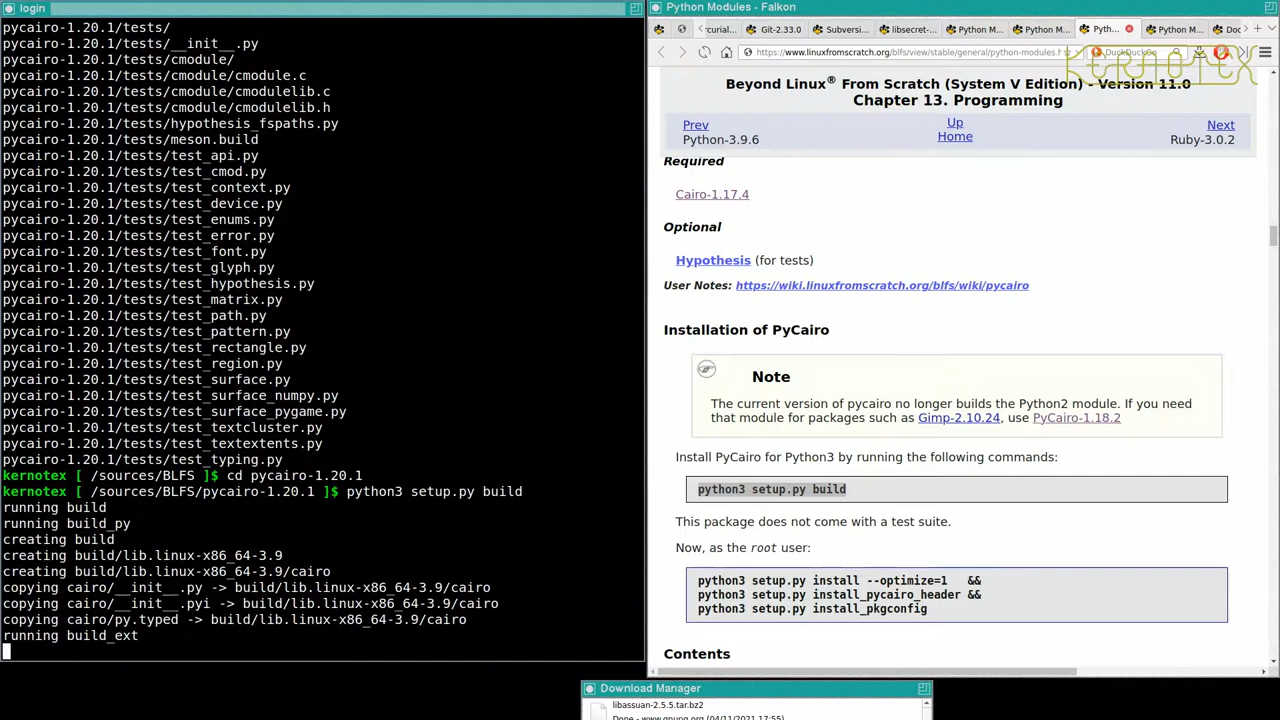 login
pycairo-1.20.1/tests/
pycairo-1.20.1/tests/__init__.py
pycairo-1.20.1/tests/cmodule/
pycairo-1.20.1/tests/cmodule/cmodule.c
pycairo-1.20.1/tests/cmodule/cmodulelib.c
pycairo-1.20.1/tests/cmodule/cmodulelib.h
pycairo-1.20.1/tests/hypothesis_fspaths.py
pycairo-1.20.1/tests/meson.build
pycairo-1.20.1/tests/test_api.py
pycairo-1.20.1/tests/test_cmod.py
pycairo-1.20.1/tests/test_context.py
pycairo-1.20.1/tests/test_device.py
pycairo-1.20.1/tests/test_enums.py
pycairo-1.20.1/tests/test_error.py
pycairo-1.20.1/tests/test_font.py
pycairo-1.20.1/tests/test_glyph.py
pycairo-1.20.1/tests/test_hypothesis.py
pycairo-1.20.1/tests/test_matrix.py
pycairo-1.20.1/tests/test_path.py
pycairo-1.20.1/tests/test_pattern.py
pycairo-1.20.1/tests/test_rectangle.py
pycairo-1.20.1/tests/test_region.py
pycairo-1.20.1/tests/test_surface.py
pycairo-1.20.1/tests/test_surface_numpy.py
pycairo-1.20.1/tests/test_surface_pygame.py
pycairo-1.20.1/tests/test_textcluster.py
pycairo-1.20.1/tests/test_textextents.py
pycairo-1.20.1/tests/test_typing.py
kernotex [ /sources/BLFS ]$ cd pycairo-1.20.1
kernotex [ /sources/BLFS/pycairo-1.20.1 ]$ python3 setup.py build
running build
running build_py
creating build
creating build/lib.linux-x86_64-3.9
creating build/lib.linux-x86_64-3.9/cairo
copying cairo/__init__.py -> build/lib.linux-x86_64-3.9/cairo
copying cairo/__init__.pyi -> build/lib.linux-x86_64-3.9/cairo
copying cairo/py.typed -> build/lib.linux-x86_64-3.9/cairo
running build_ext
Python Modules - Falkon
curial. Git-2.33.0 Subversi. libsecret- Python M Python M Pyth. Python M Doc
https://www.linuxfromscratch.org/blfs/view/stable/general/python-modules.h DuckDuckGo
KERNOTEX
Beyond Linux® From Scratch (System V Edition) - Version 11.0
Chapter 13. Programming
Prev Up Next
Python-3.9.6 Home Ruby-3.0.2
Required
Cairo-1.17.4
Optional
Hypothesis (for tests)
User Notes: https://wiki.linuxfromscratch.org/blfs/wiki/pycairo
Installation of PyCairo
Note
The current version of pycairo no longer builds the Python2 module. If you
need that module for packages such as Gimp-2.10.24, use PyCairo-1.18.2
Install PyCairo for Python3 by running the following commands:
python3 setup.py build
This package does not come with a test suite.
Now, as the root user:
python3 setup.py install --optimize=1 &&
python3 setup.py install_pycairo_header &&
python3 setup.py install_pkgconfig
Contents
Download Manager
libassuan-2.5.5.tar.bz2
Done - www.gnupg.org (04/11/2021 17:55)